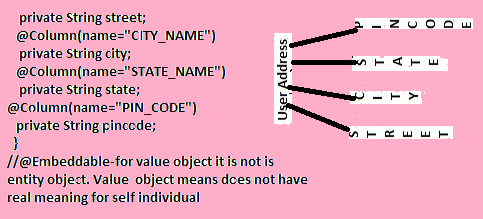 private String street;
@Column(name="CITY_NAME")
private String city;
@Column(name="STATE_NAME")
private String state;
@Column(name="PIN_CODE")
private String pincode;
}
//@Embeddable-for value object it is not is
entity object. Value object means does not have
real meaning for self individual
User Address
PINCODE
STATE
CITY
STREET